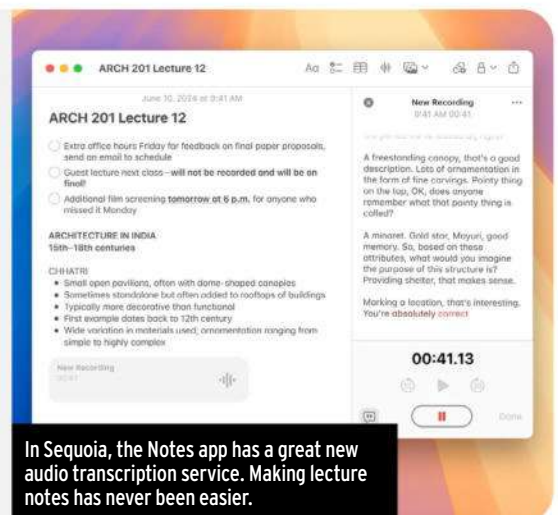 ARCH 201 Lecture 12
Aa
June 10, 2024 at 9:41 AM
ARCH 201 Lecture 12
Extra office hours Friday for feedback on final paper proposals,
send an email to schedule
Guest lecture next class—will not be recorded and will be on
final!
Additional film screening tomorrow at 6 p.m. for anyone who
missed it Monday
ARCHITECTURE IN INDIA
15th–18th centuries
CHHATRI
• Small open pavilions, often with dome-shaped canopies
• Sometimes standalone but often added to rooftops of buildings
• Typically more decorative than functional
• First example dates back to 12th century
• Wide variation in materials used, ornamentation ranging from
simple to highly complex
New Recording
00:41
New Recording
9:41 AM 00:41
A freestanding canopy, that's a good
description. Lots of ornamentation in
the form of fine carvings. Pointy thing
on the top, OK, does anyone
remember what that pointy thing is
called?
A minaret. Gold star, Mayuri, good
memory. So, based on these
attributes, what would you imagine
the purpose of this structure is?
Providing shelter, that makes sense.
Marking a location, that's interesting.
You're absolutely correct
00:41.13
Done
In Sequoia, the Notes app has a great new
audio transcription service. Making lecture
notes has never been easier.